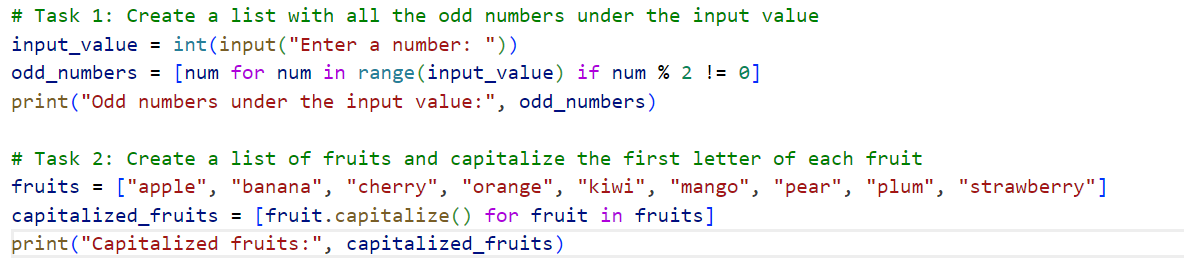 # Task 1: Create a list with all the odd numbers under the input value
input_value = int(input("Enter a number: "))
odd_numbers = [num for num in range(input_value) if num % 2 != 0]
print("Odd numbers under the input value:", odd_numbers)

# Task 2: Create a list of fruits and capitalize the first letter of each fruit
fruits = ["apple", "banana", "cherry", "orange", "kiwi", "mango", "pear", "plum", "strawberry"]
capitalized_fruits = [fruit.capitalize() for fruit in fruits]
print("Capitalized fruits:", capitalized_fruits)